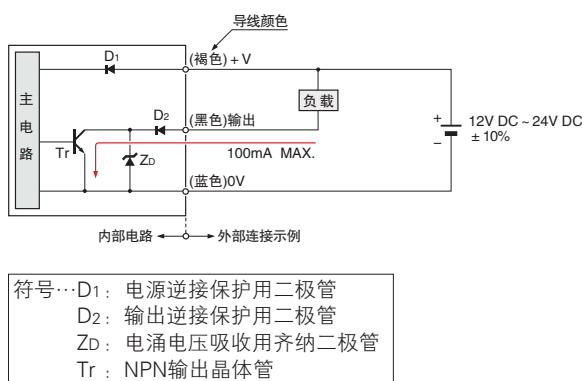 导线颜色
D1
(褐色)+V
主电路
负载
D2
(黑色)输出
+
12V DC ~ 24V DC
±10%
−
Tr
ZD
100mA MAX.
(蓝色)0V
内部电路
外部连接示例
符号…D1 : 电源逆接保护用二极管
D2 : 输出逆接保护用二极管
ZD : 电涌电压吸收用齐纳二极管
Tr : NPN输出晶体管